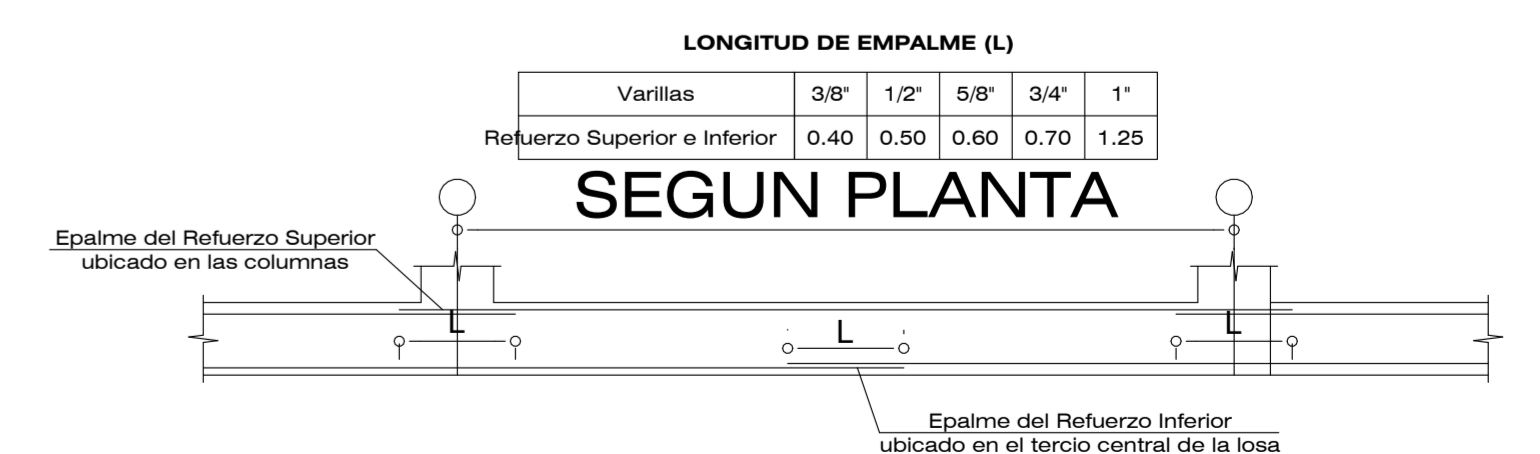 LONGITUD DE EMPALME (L)
Varillas 3/8" 1/2" 5/8" 3/4" 1"
Refuerzo Superior e Inferior 0.40 0.50 0.60 0.70 1.25
SEGUN PLANTA
Epalme del Refuerzo Superior
ubicado en las columnas
L
L
L
Epalme del Refuerzo Inferior
ubicado en el tercio central de la losa